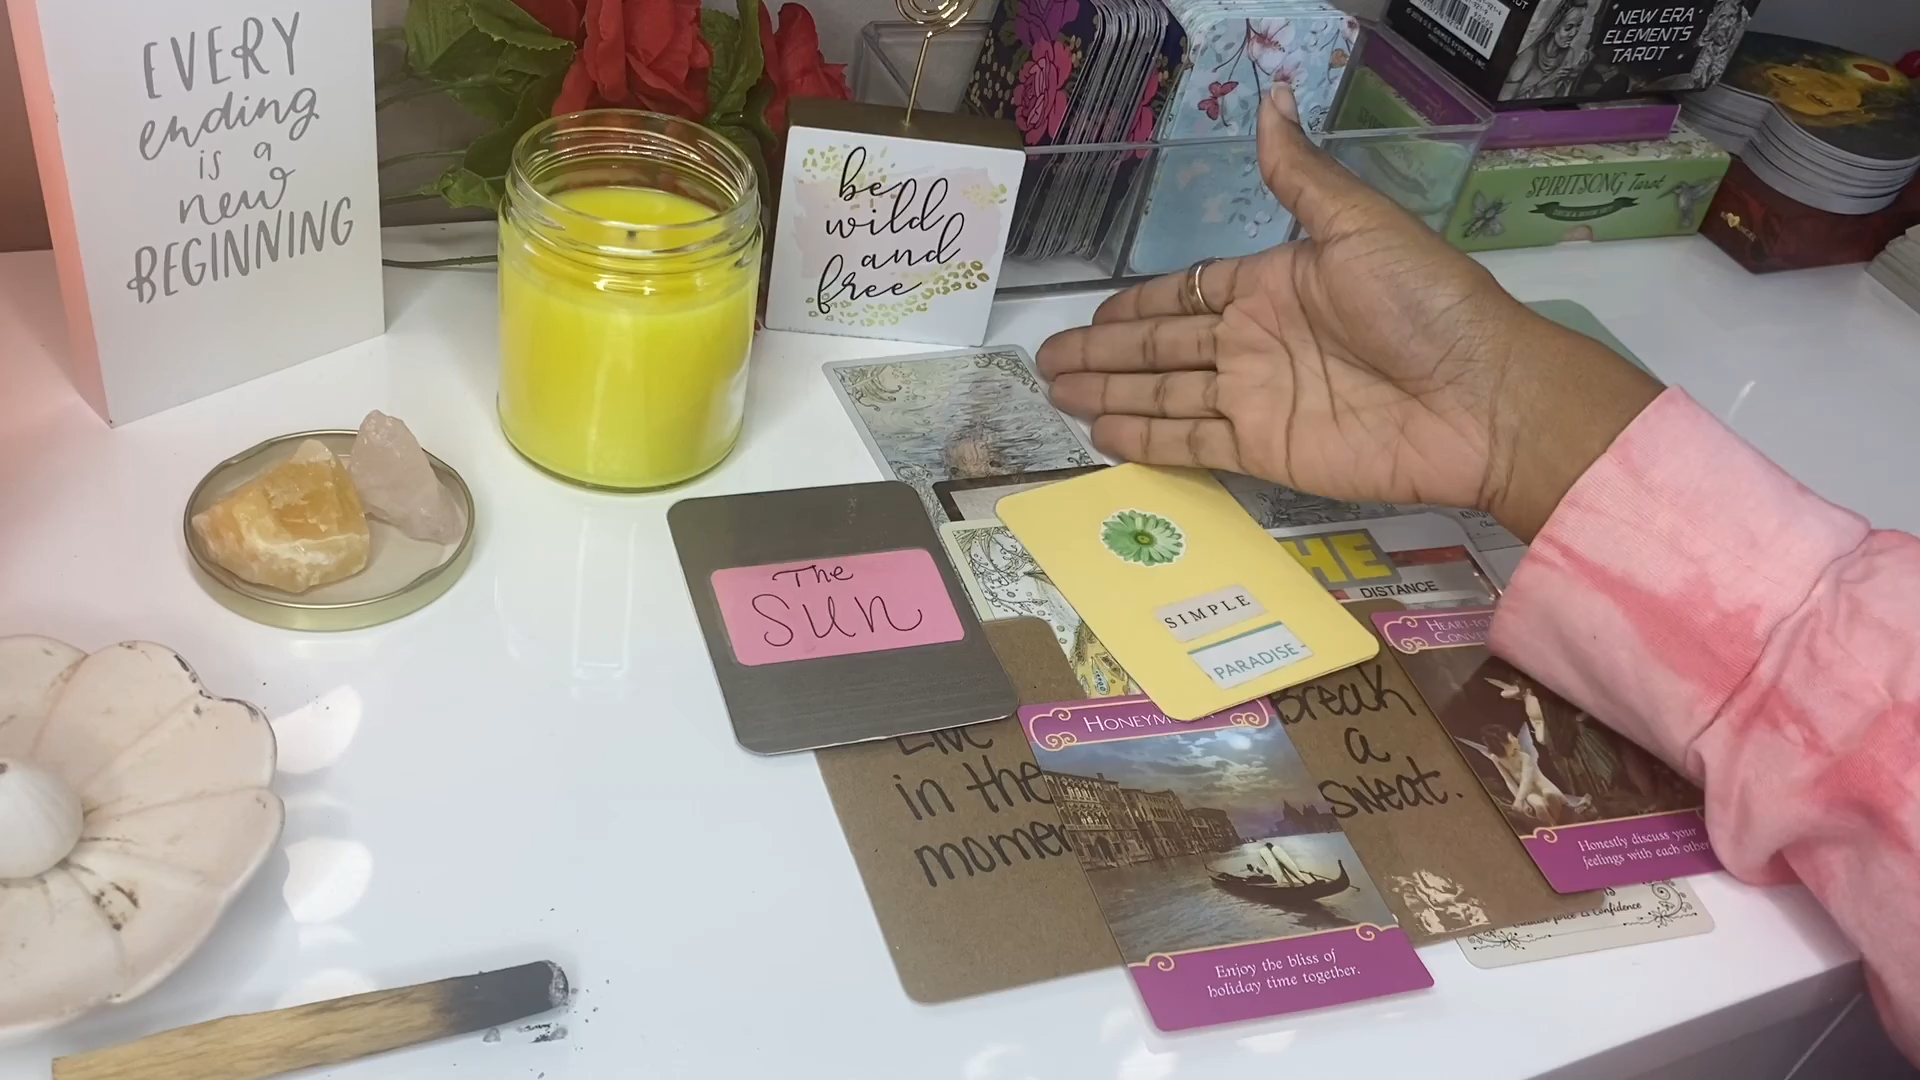 EVERY
ending
is a
new
BEGINNING
be
wild
and
free
NEW ERA
ELEMENTS
TAROT
SPIRITSONG Tarot
The
Sun
SIMPLE
PARADISE
THE
DISTANCE
in the
Break
a
sweat.
Enjoy the bliss of
holiday time together.
Honestly discuss your
feelings with each other
Confidence